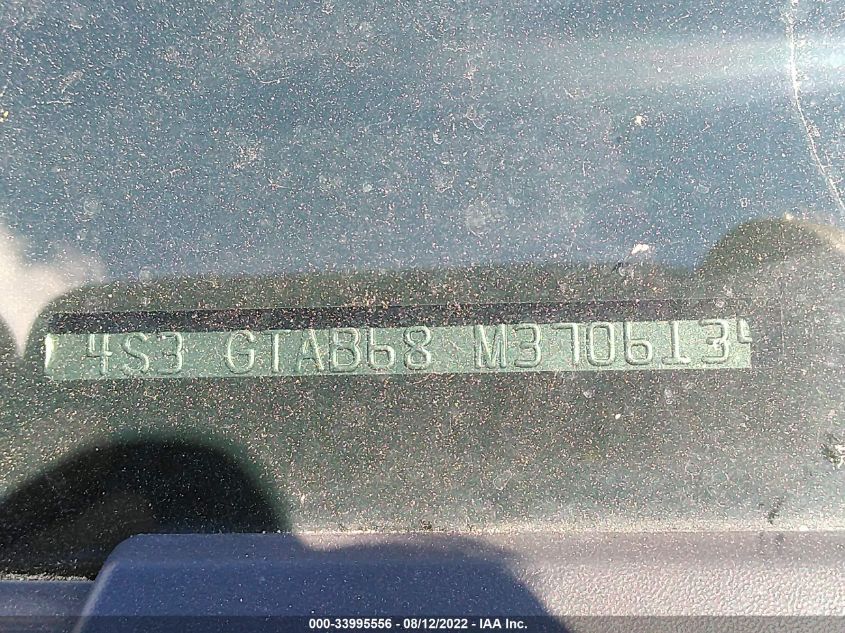 4S3 GTAB68 M3706134
000-33995556 - 08/12/2022 - IAA Inc.